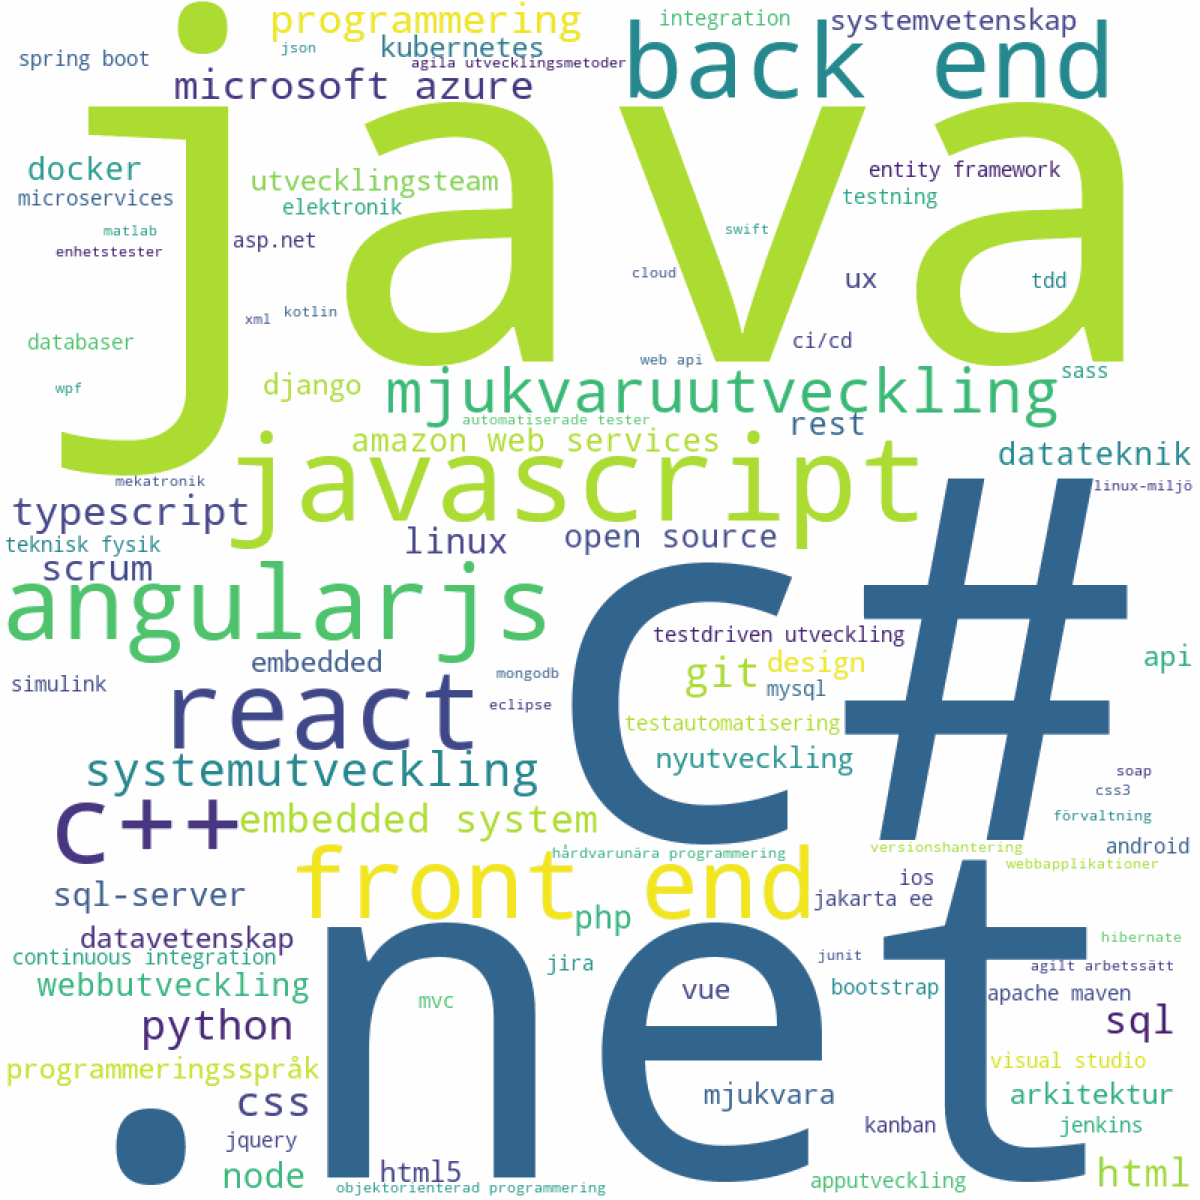 programmering
integration
systemvetenskap
json
kubernetes
spring boot
agila utvecklingsmetoder
back end
microsoft azure
java
docker
entity framework
utvecklingsteam
microservices
testning
elektronik
matlab
swift
asp.net
enhetstester
cloud
ux
tdd
kotlin
xml
databaser
ci/cd
web api
sass
wpf
django
mjukvaruutveckling
automatiserade tester
rest
amazon web services
datateknik
javascript
mekatronik
linux-miljö
typescript
open source
linux
teknisk fysik
scrum
c#
angularjs
testdriven utveckling
embedded
design
api
git
mongodb
simulink
mysql
react
eclipse
testautomatisering
nyutveckling
systemutveckling
soap
css3
förvaltning
embedded system
c++
versionshantering
android
hårdvarunära programmering
webbapplikationer
front end
ios
sql-server
jakarta ee
php
.net
datavetenskap
hibernate
continuous integration
junit
jira
agilt arbetssätt
webbutveckling
bootstrap
vue
apache maven
mvc
python
sql
visual studio
programmeringsspråk
mjukvara
arkitektur
css
kanban
jenkins
jquery
html5
node
html
apputveckling
objektorienterad programmering